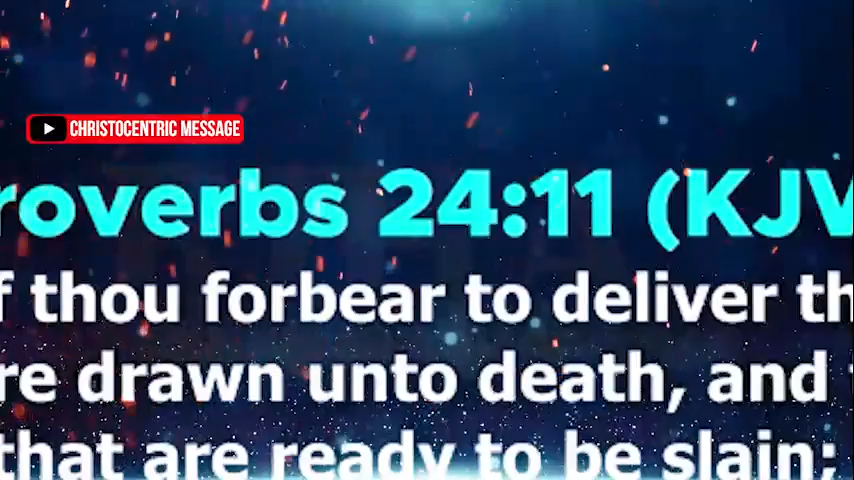 CHRISTOCENTRIC MESSAGE
roverbs 24:11 (KJV
f thou forbear to deliver th
re drawn unto death, and
that are ready to be slain;